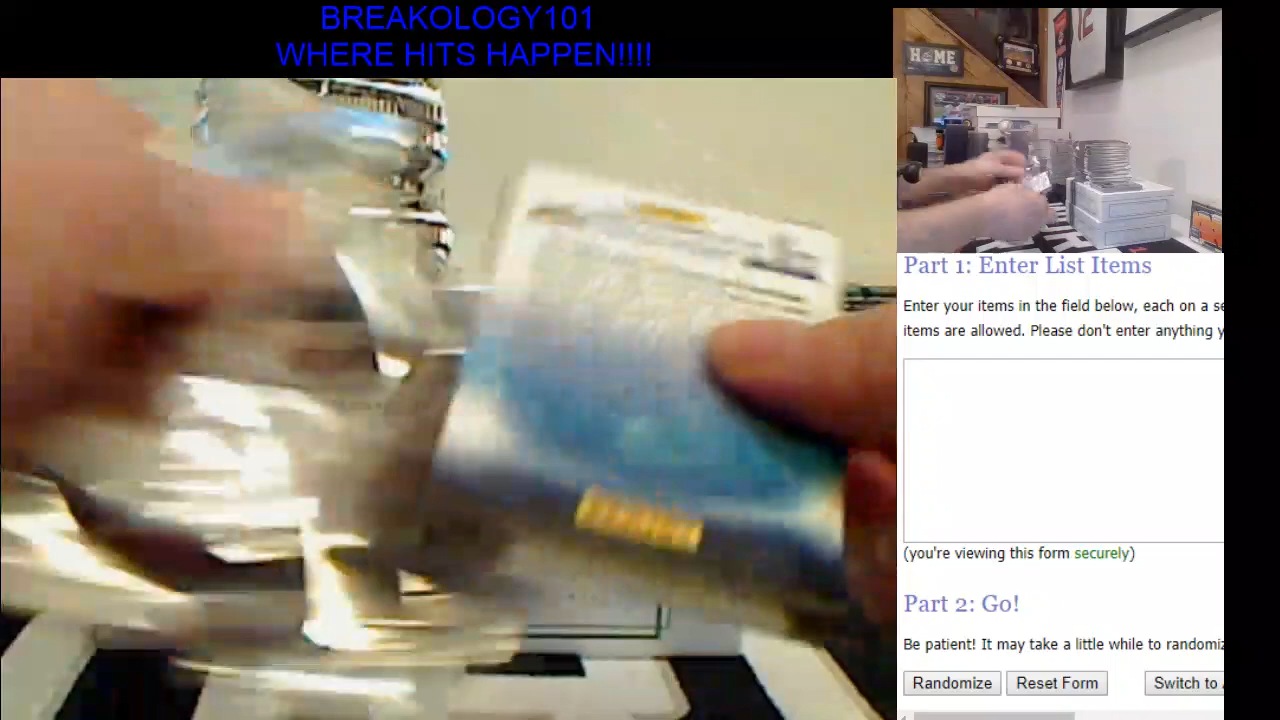 BREAKOLOGY101
WHERE HITS HAPPEN!!!!
HOME
Part 1: Enter List Items
Enter your items in the field below, each on a se
items are allowed. Please don't enter anything y
(you're viewing this form securely)
Part 2: Go!
Be patient! It may take a little while to randomiz
Randomize
Reset Form
Switch to